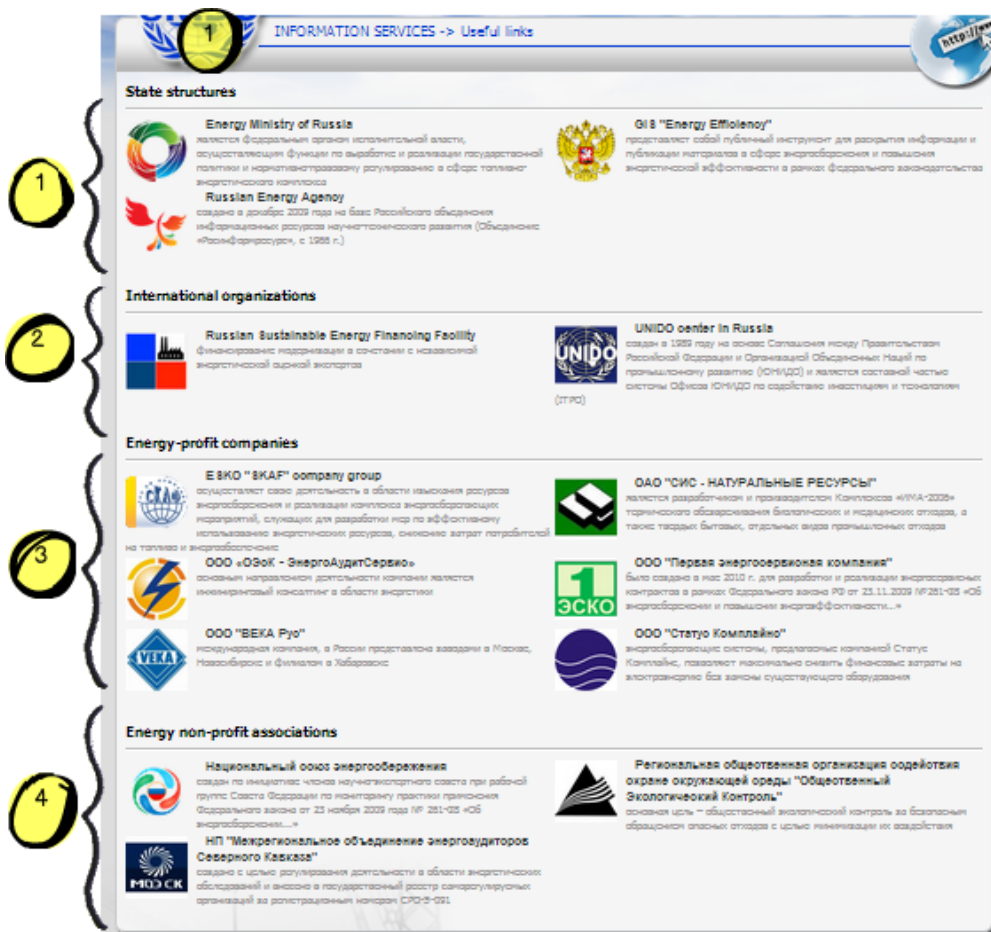 1
INFORMATION SERVICES -> Useful links
http://www
State structures
1
Energy Ministry of Russia
является федеральным органом исполнительной власти,
осуществляющим функции по выработке и реализации государственной
политики и нормативно-правовому регулированию в сфере топливно-
энергетического комплекса
GIS "Energy Efficiency"
представляет собой публичный инструмент для раскрытия информации и
публикации материалов в сфере энергосбережения и повышения
энергетической эффективности в рамках федерального законодательства
Russian Energy Agency
создано в декабре 2009 года на базе Российского объединения
информационных ресурсов научно-технического развития (Объединение
«Росинформресурс», с 1988 г.)
2
International organizations
Russian Sustainable Energy Financing Facility
финансирование модернизации в сочетании с независимой
энергетической оценкой экспертов
UNIDO
UNIDO center in Russia
создан в 1989 году на основе Соглашения между Правительством
Российской Федерации и Организацией Объединенных Наций по
промышленному развитию (ЮНИДО) и является составной частью
системы Офисов ЮНИДО по содействию инвестициям и технологиям
(ITPO)
3
Energy-profit companies
СКАФ
ESKO "SKAF" company group
осуществляет свою деятельность в области изыскания ресурсов
энергосбережения и реализации комплекса энергосберегающих
мероприятий, служащих для разработки мер по эффективному
использованию энергетических ресурсов, снижению затрат потребителей
на топливо и энергообеспечение
ОАО "СИС - НАТУРАЛЬНЫЕ РЕСУРСЫ"
является разработчиком и производителем Комплексов «ИМА-2006»
термического обезвреживания биологических и медицинских отходов, а
также твердых бытовых, отдельных видов промышленных отходов
ООО «ОЭсК - ЭнергоАудитСервис»
основным направлением деятельности компании является
инжиниринговый консалтинг в области энергетики
1
ЭСКО
ООО "Первая энергосервисная компания"
было создано в мае 2010 г. для разработки и реализации энергосервисных
контрактов в рамках Федерального закона РФ от 23.11.2009 №261-ФЗ «Об
энергосбережении и повышении энергоэффективности...»
VEKA
ООО "ВЕКА Рус"
международная компания, в России представлена заводами в Москве,
Новосибирске и филиалом в Хабаровске
ООО "Статус Комплайнс"
энергосберегающие системы, предлагаемые компанией Статус
Комплайнс, позволяют максимально снизить финансовые затраты на
электроэнергию без замены существующего оборудования
4
Energy non-profit associations
Национальный союз энергосбережения
создан по инициативе членов научно-экспертного совета при рабочей
группе Совета Федерации по мониторингу практики применения
Федерального закона от 23 ноября 2009 года № 261-ФЗ «Об
энергосбережении...»
Региональная общественная организация содействия
охране окружающей среды "Общественный
Экологический Контроль"
основная цель – общественный экологический контроль за безопасным
обращением опасных отходов с целью минимизации их воздействия
МОЭСК
НП "Межрегиональное объединение энергоаудиторов
Северного Кавказа"
создано с целью регулирования деятельности в области энергетических
обследований и внесено в государственный реестр саморегулируемых
организаций за регистрационным номером СРО-Э-091